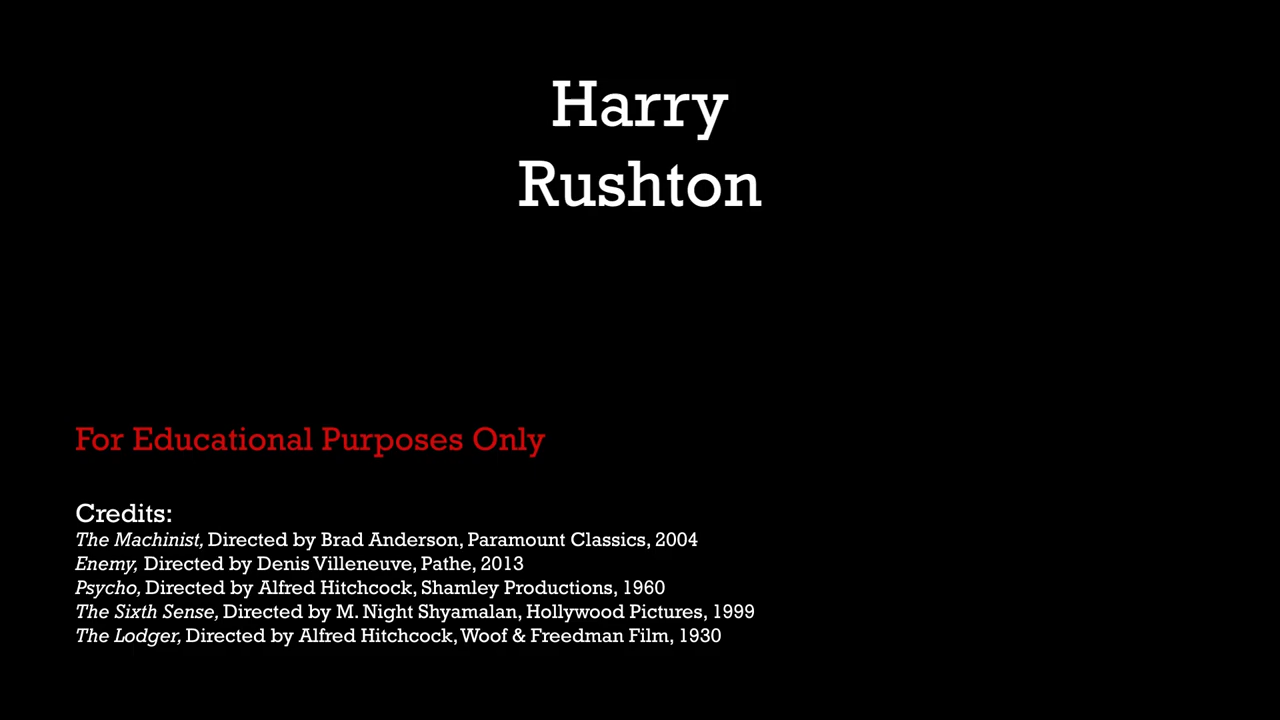 Harry
Rushton
For Educational Purposes Only
Credits:
The Machinist, Directed by Brad Anderson, Paramount Classics, 2004
Enemy, Directed by Denis Villeneuve, Pathe, 2013
Psycho, Directed by Alfred Hitchcock, Shamley Productions, 1960
The Sixth Sense, Directed by M. Night Shyamalan, Hollywood Pictures, 1999
The Lodger, Directed by Alfred Hitchcock, Woof & Freedman Film, 1930